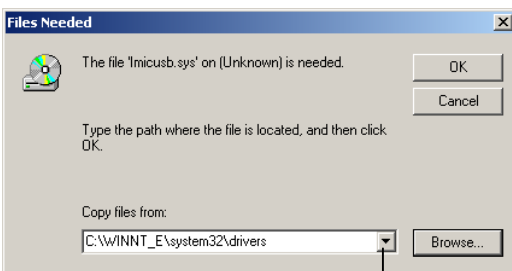 Files Needed
The file 'lmicusb.sys' on (Unknown) is needed.
OK
Cancel
Type the path where the file is located, and then click
OK.
Copy files from:
C:\WINNT_E\system32\drivers
Browse...